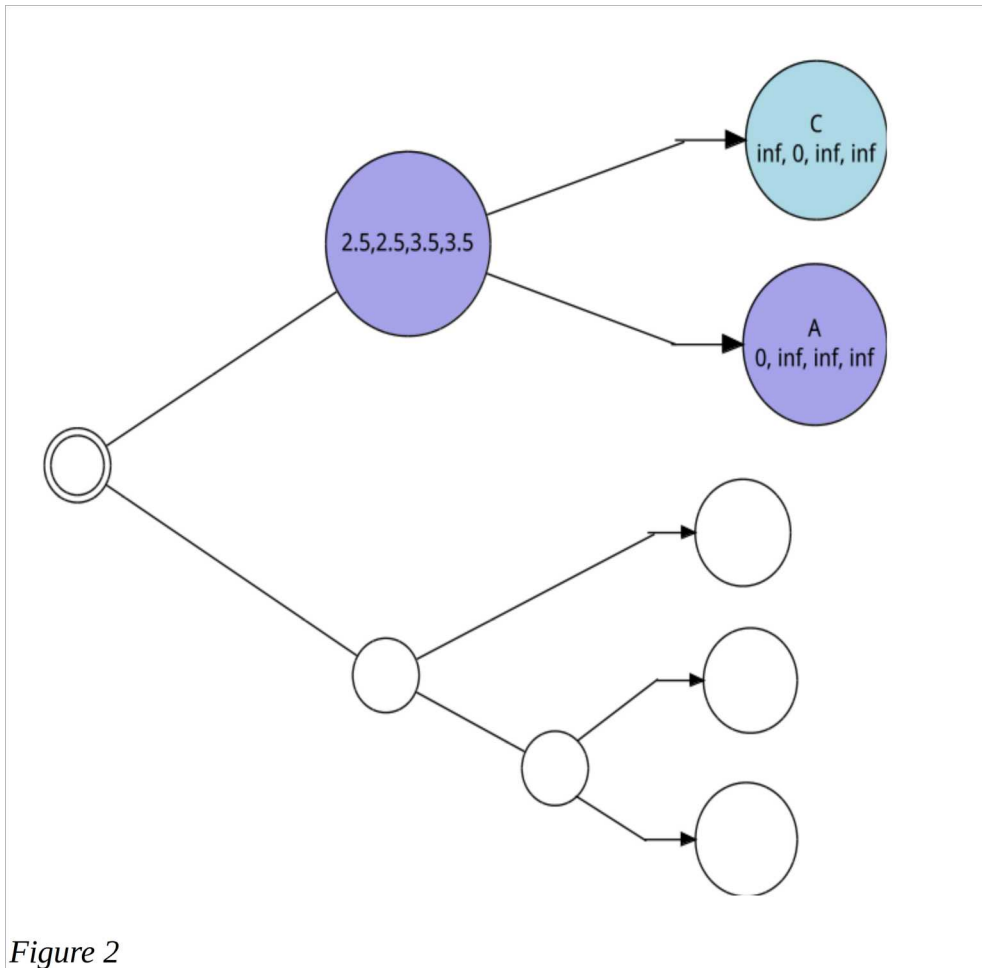 C
inf, 0, inf, inf
2.5,2.5,3.5,3.5
A
0, inf, inf, inf
Figure 2